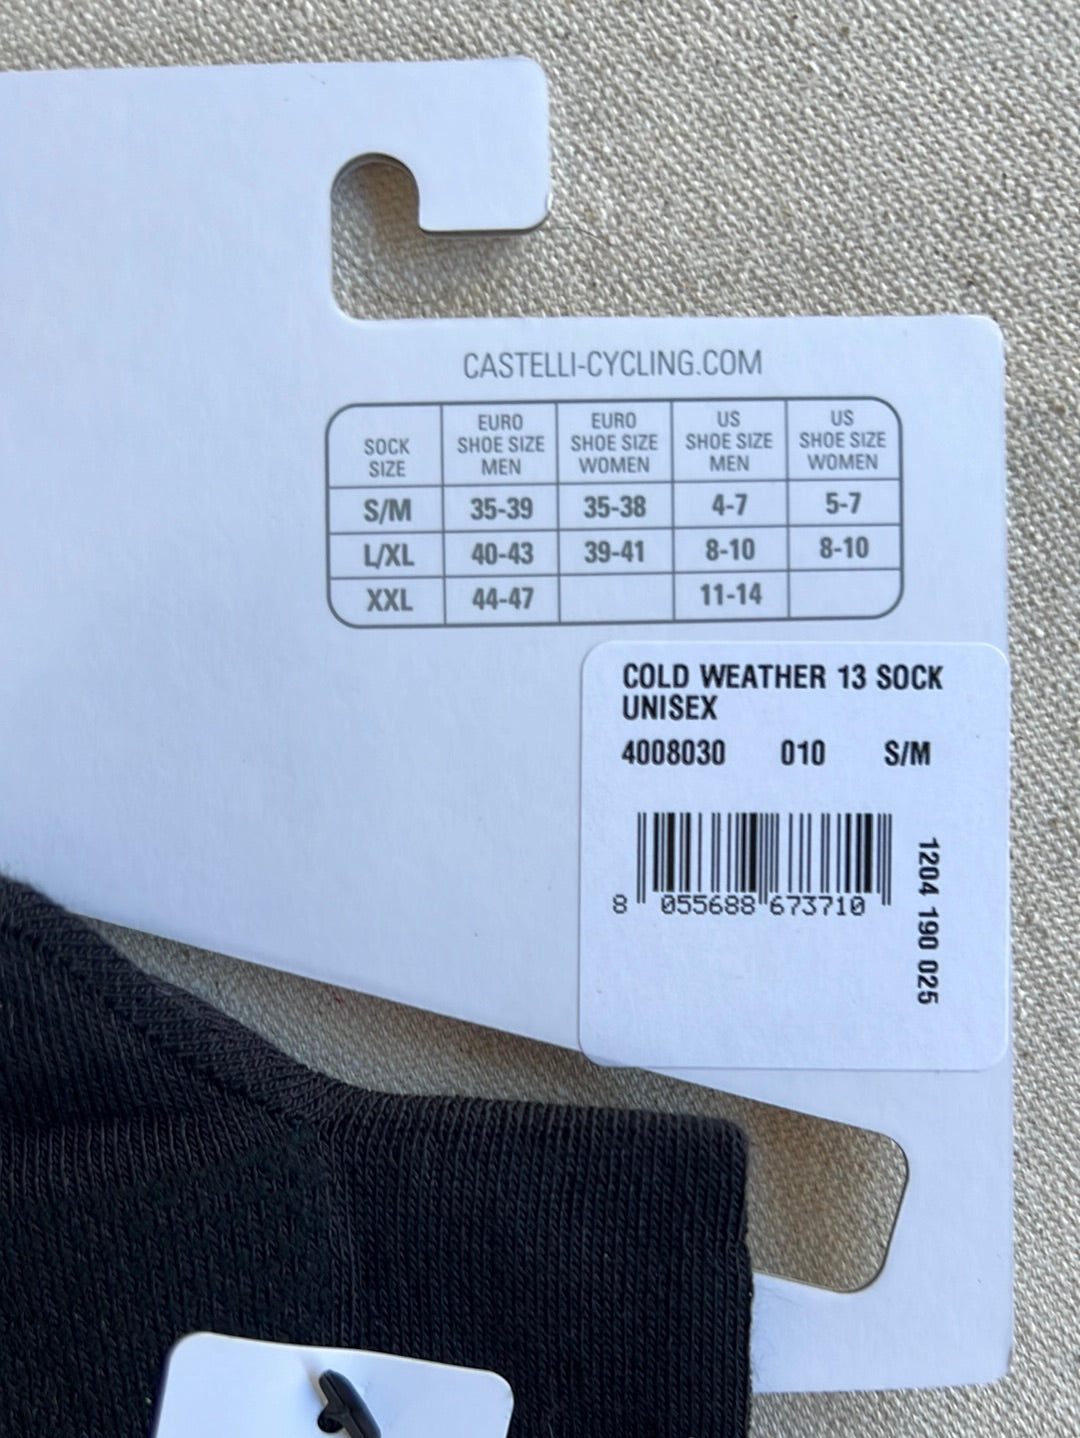 CASTELLI-CYCLING.COM
SOCK SIZE EURO SHOE SIZE MEN EURO SHOE SIZE WOMEN US SHOE SIZE MEN US SHOE SIZE WOMEN
S/M 35-39 35-38 4-7 5-7
L/XL 40-43 39-41 8-10 8-10
XXL 44-47 11-14
COLD WEATHER 13 SOCK
UNISEX
4008030 010 S/M
8 055688 673710
1204 190 025